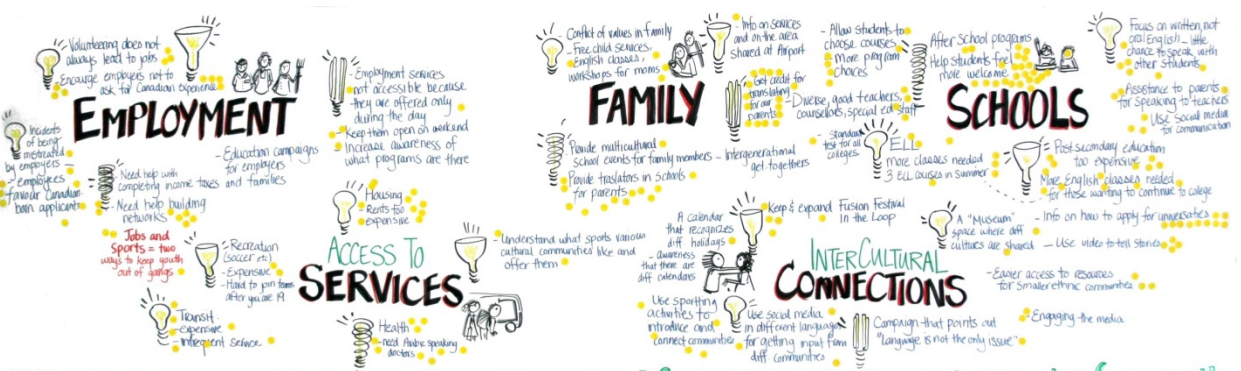 - Volunteering does not
always lead to jobs
- Encourge employers not to
ask for Canadian experience
EMPLOYMENT
- Employment services
not accessible because
they are offered only
during the day
- Keep them open on weekend
- Increase awareness of
what programs are there
Incidents
of being
mistreated
by employers
- employees
favour Canadian
born applicants
- Need help with
completing income taxes
- Need help building
networks
- Education campaigns
for employers
and families
Jobs and
Sports = two
ways to keep youth
out of gangs
Housing
- Rents too
expensive
ACCESS TO
SERVICES
- Recreation
(soccer etc)
- Expensive
- Hard to join teams
after you are 19
- Understand what sports various
cultural communities like and
offer them
Transit
- expensive
- infrequent service
Health
- need Arabic speaking
doctors
- Conflict of values in family
- Free child services,
English classes,
workshops for moms
FAMILY
- Info on services
and on the area
shared at Airport
- Get credit for
translating
for our
parents
- Provide multicultural
school events for family members
- Provide traslators in Schools
for parents
- Intergenerational
get-togethers
- Allow students to
choose courses
- more program
choices
- Diverse, good teachers,
counsellors, special ed staff
- Standard
test for all
colleges
After School programs
Help students feel
more welcome
SCHOOLS
Focus on written, not
oral English - little
chance to speak with
other students
- Assistance to parents
for speaking to teachers
- Use Social media
for communication
ELL
more classes needed
3 ELL courses in Summer
- Post secondary education
too expensive
- More English classes needed
for those wanting to continue to college
- Info on how to apply for universities
A calendar
that recognizes
diff holidays
- awareness
that there are
diff calendars
Keep & expand Fusion Festival
in the Loop
INTERCULTURAL
CONNECTIONS
A "Museum"
space where diff
cultures are shared
- Use video to tell stories
- Easier access to resources
for smaller ethnic communities
- Engaging the media
Use sporting
activities to
introduce and
connect communities
Use social media
in different languages
for getting input from
diff communities
Campaign that points out
"language is not the only issue"